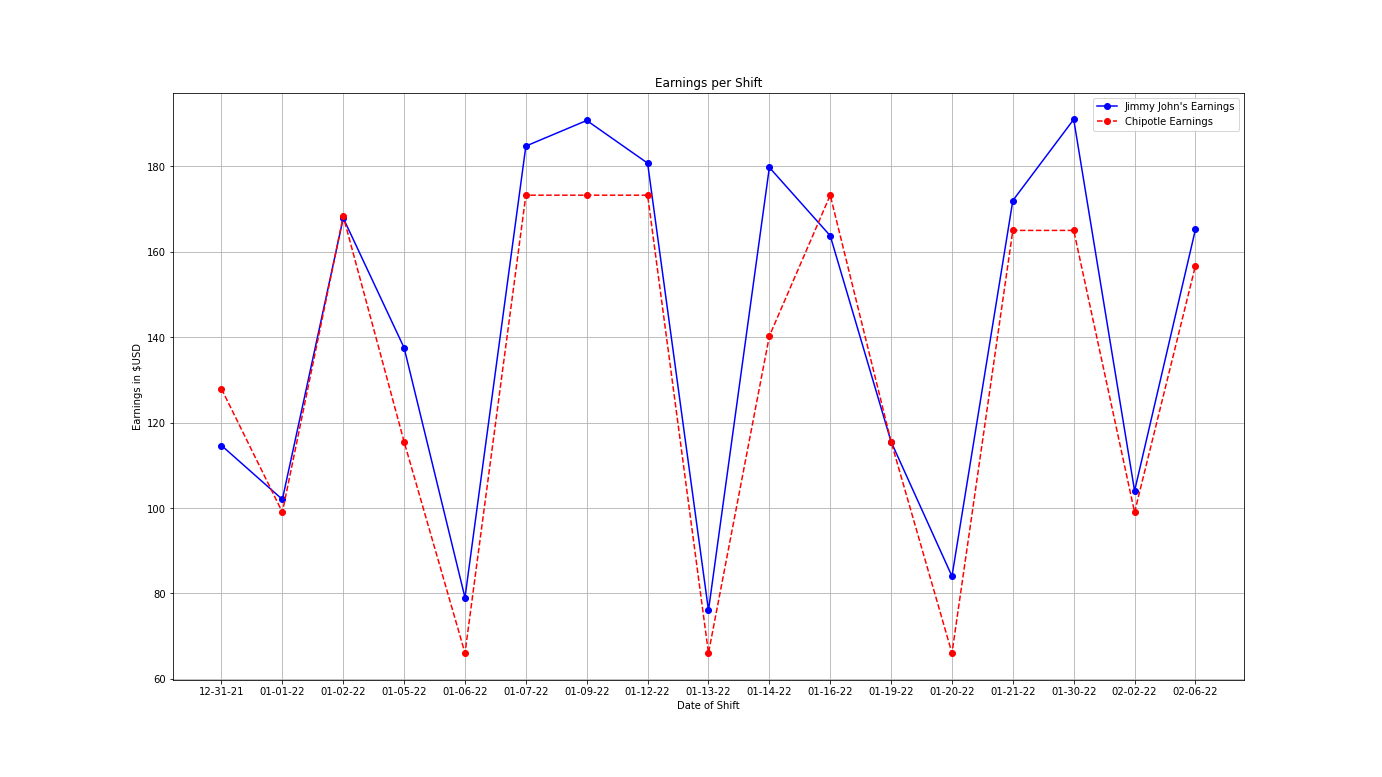 Earnings per Shift
Jimmy John's Earnings
Chipotle Earnings
Earnings in $USD
180
160
140
120
100
80
60
12-31-21 01-01-22 01-02-22 01-05-22 01-06-22 01-07-22 01-09-22 01-12-22 01-13-22 01-14-22 01-16-22 01-19-22 01-20-22 01-21-22 01-30-22 02-02-22 02-06-22
Date of Shift